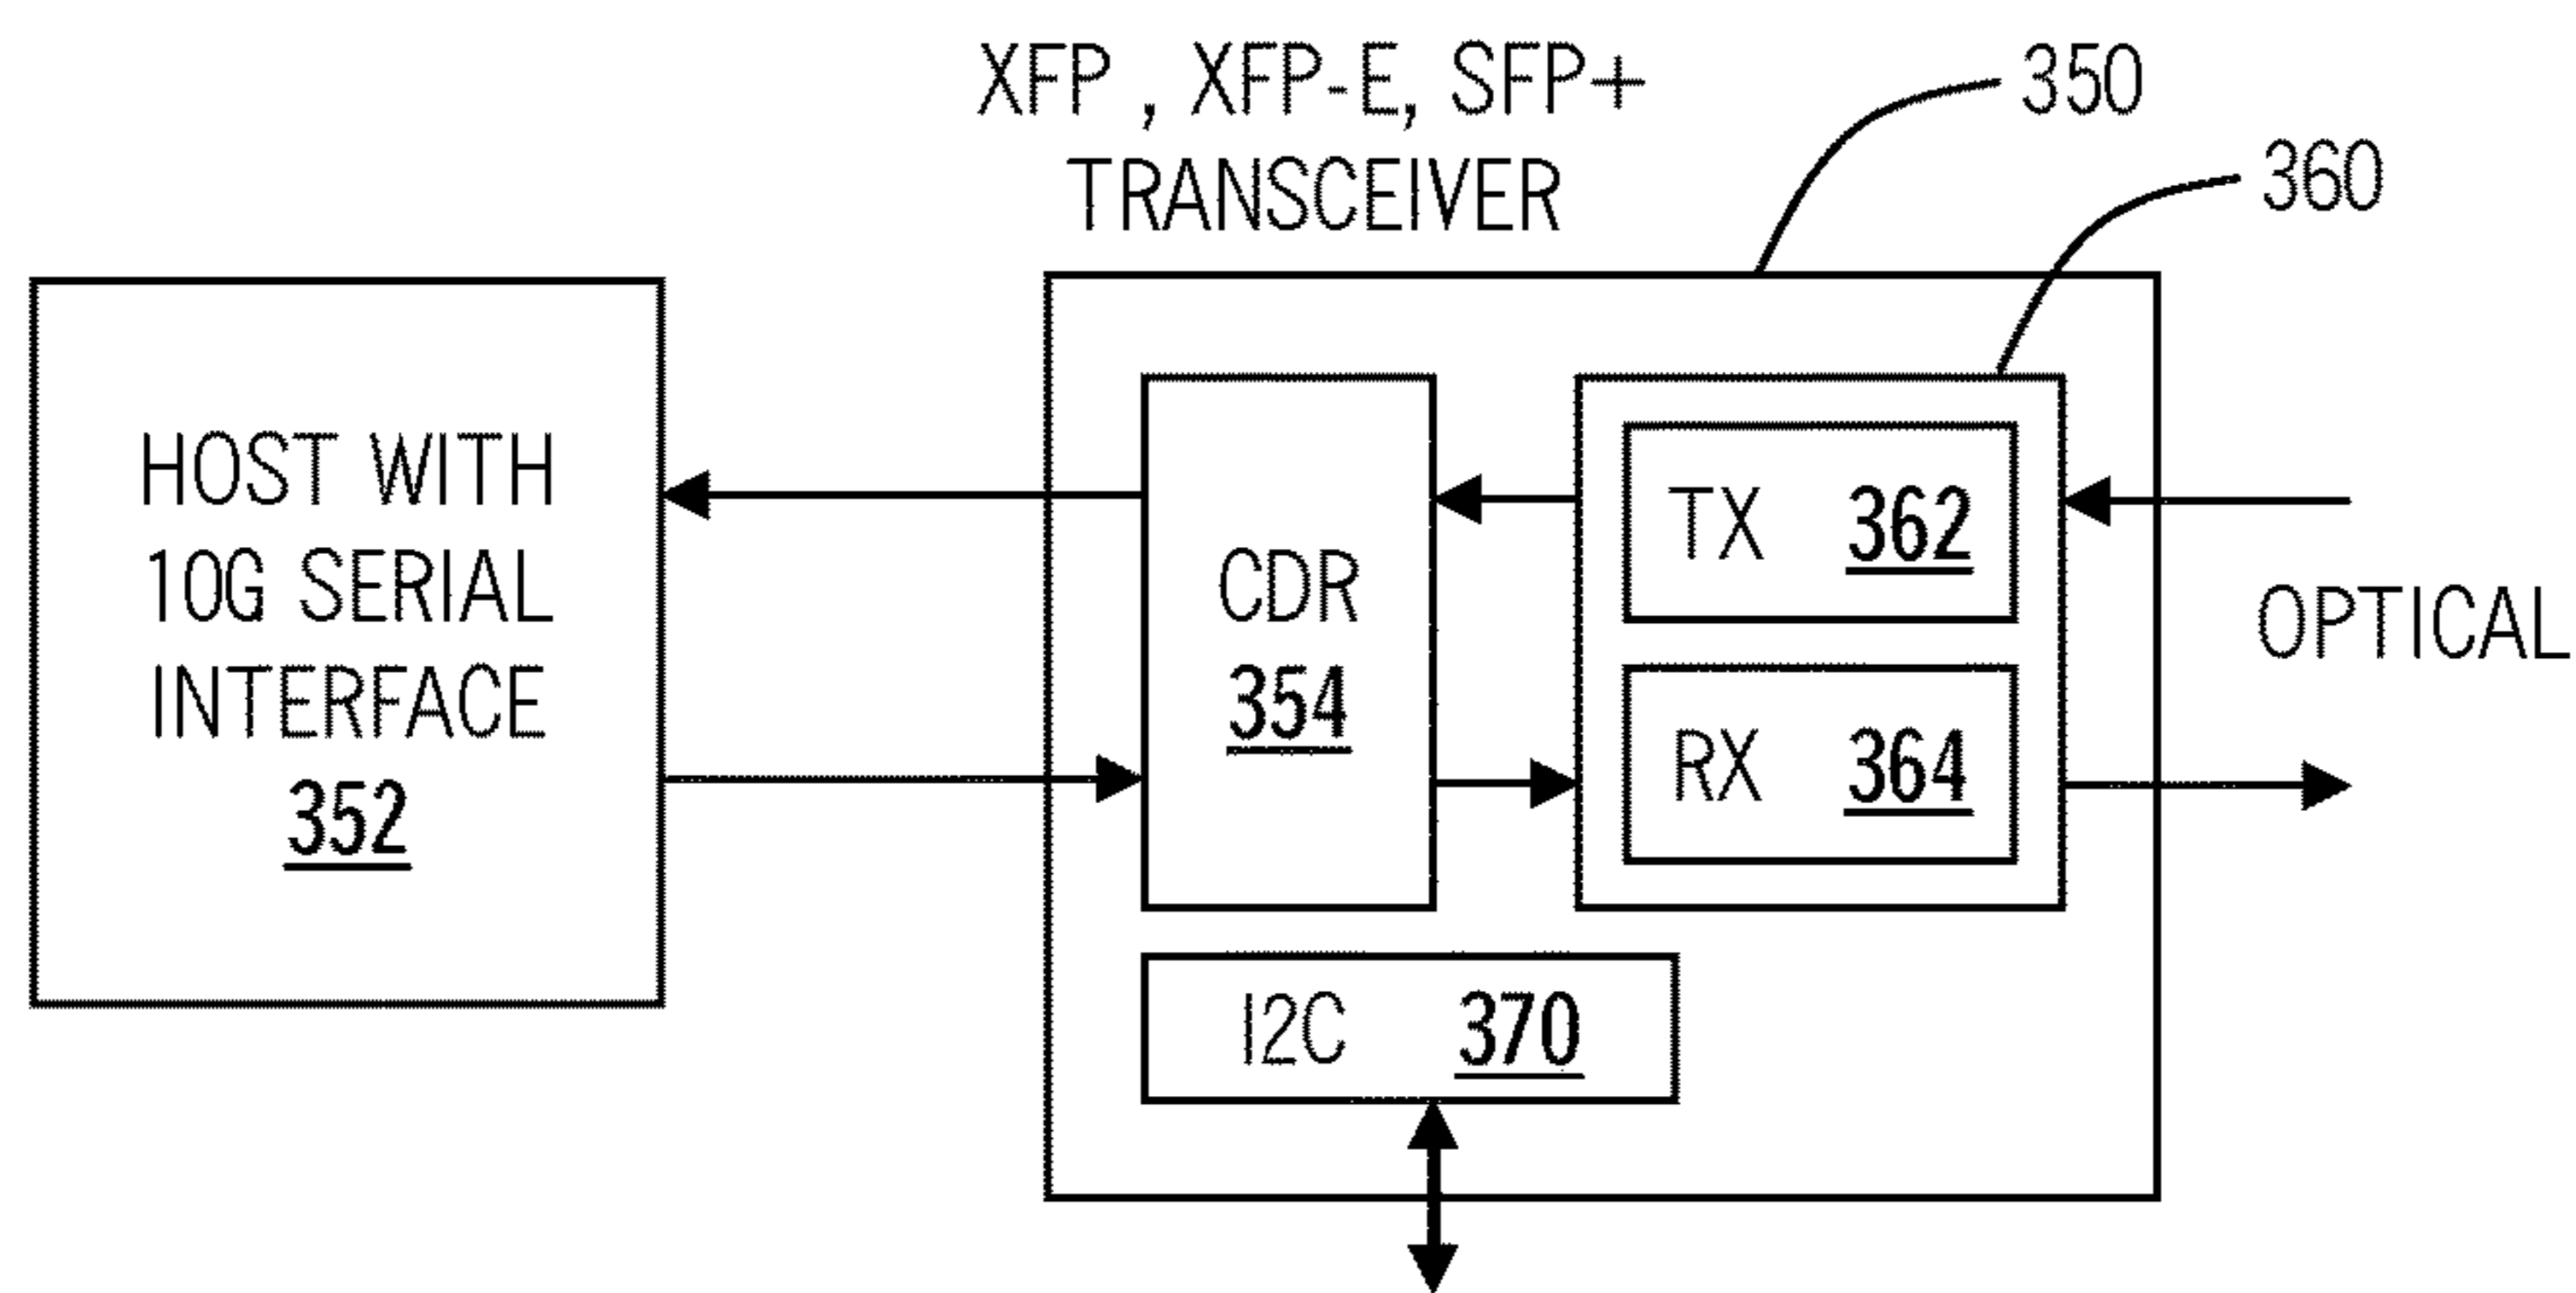 XFP , XFP-E, SFP+
TRANSCEIVER
350
360
HOST WITH
10G SERIAL
INTERFACE
352
CDR
354
TX 362
RX 364
OPTICAL
I2C 370